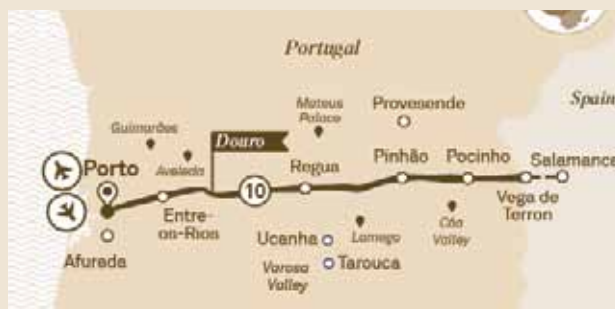 Portugal
Spain
Mateus
Palace
Provesende
Guimarães
Douro
Aveleda
Porto
Regua
Pinhão
Pocinho
Salamanca
10
Entre-
os-Rios
Vega de
Terron
Afurada
Ucanha
Lamego
Côa
Valley
Varosa
Valley
Tarouca